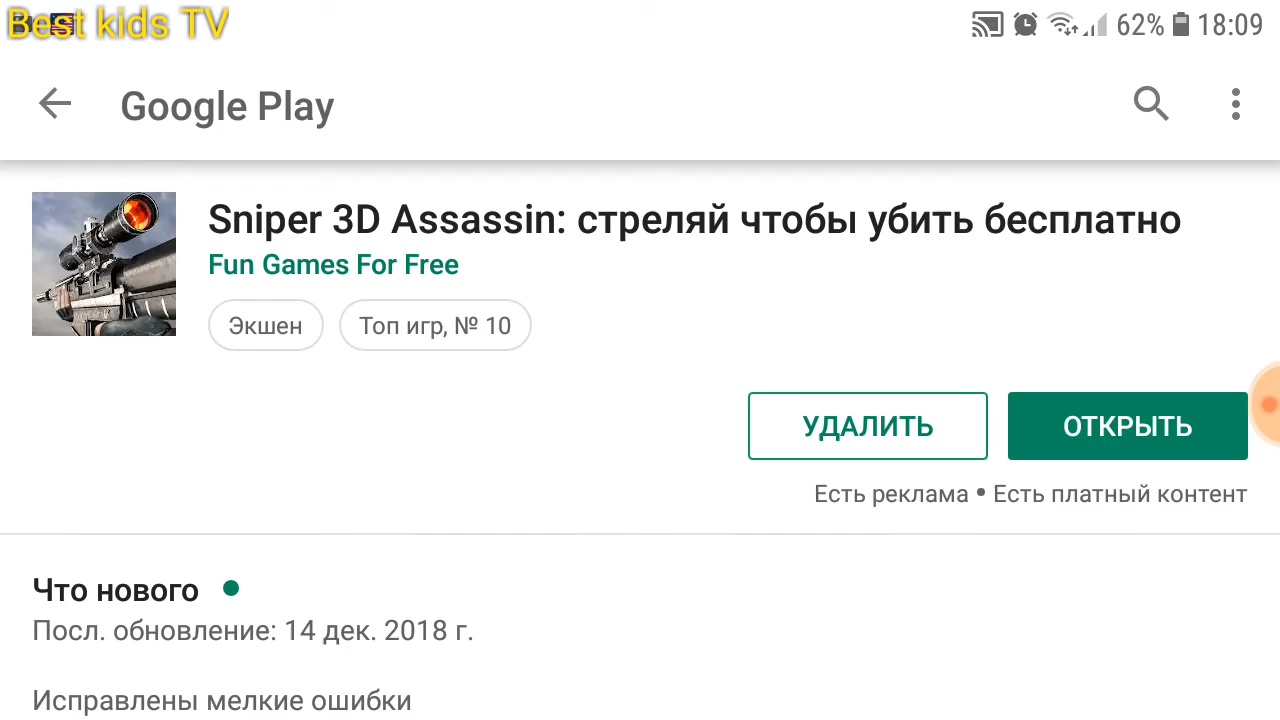 Best kids TV
62% 18:09
Google Play
Sniper 3D Assassin: стреляй чтобы убить бесплатно
Fun Games For Free
Экшен
Топ игр, № 10
УДАЛИТЬ
ОТКРЫТЬ
Есть реклама • Есть платный контент
Что нового
Посл. обновление: 14 дек. 2018 г.
Исправлены мелкие ошибки